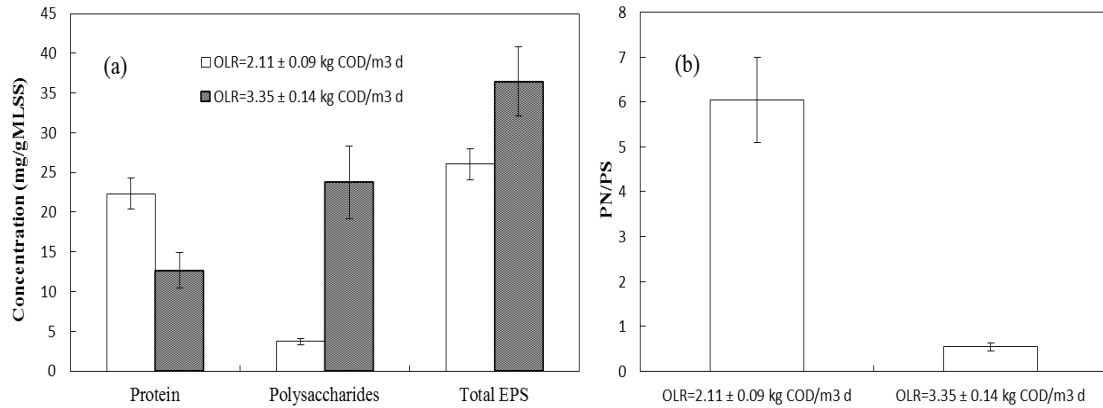 (a)
OLR=2.11 ± 0.09 kg COD/m3 d
OLR=3.35 ± 0.14 kg COD/m3 d
Concentration (mg/gMLSS)
50
45
40
35
30
25
20
15
10
5
0
Protein Polysaccharides Total EPS
(b)
PN/PS
8
7
6
5
4
3
2
1
0
OLR=2.11 ± 0.09 kg COD/m3 d OLR=3.35 ± 0.14 kg COD/m3 d